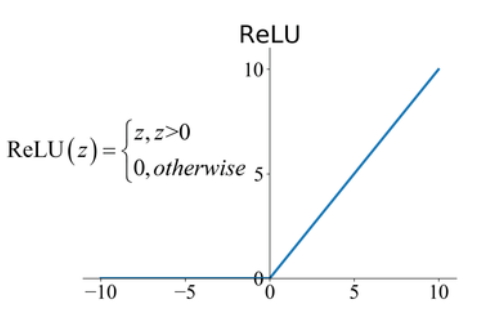 ReLU
10
z, z>0
ReLU(z)={
0, otherwise
5
0
−10 −5 0 5 10